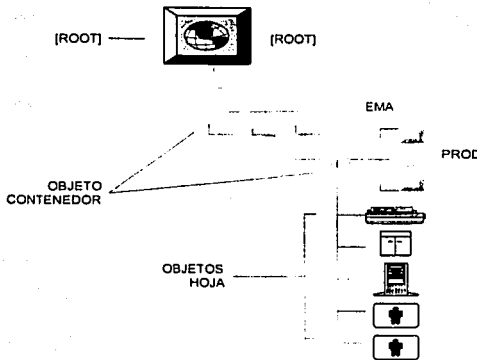 [ROOT] [ROOT]
EMA
PROD
OBJETO
CONTENEDOR
OBJETOS
HOJA